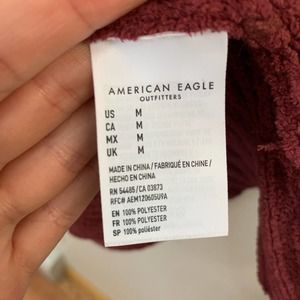 AMERICAN EAGLE
OUTFITTERS
US M
CA M
MX M
UK M
MADE IN CHINA / FABRIQUÉ EN CHINE /
HECHO EN CHINA
RN 54485/CA 03873
RFC# AEM120605U9A
EN 100% POLYESTER
FR 100% POLYESTER
SP 100% poliéster